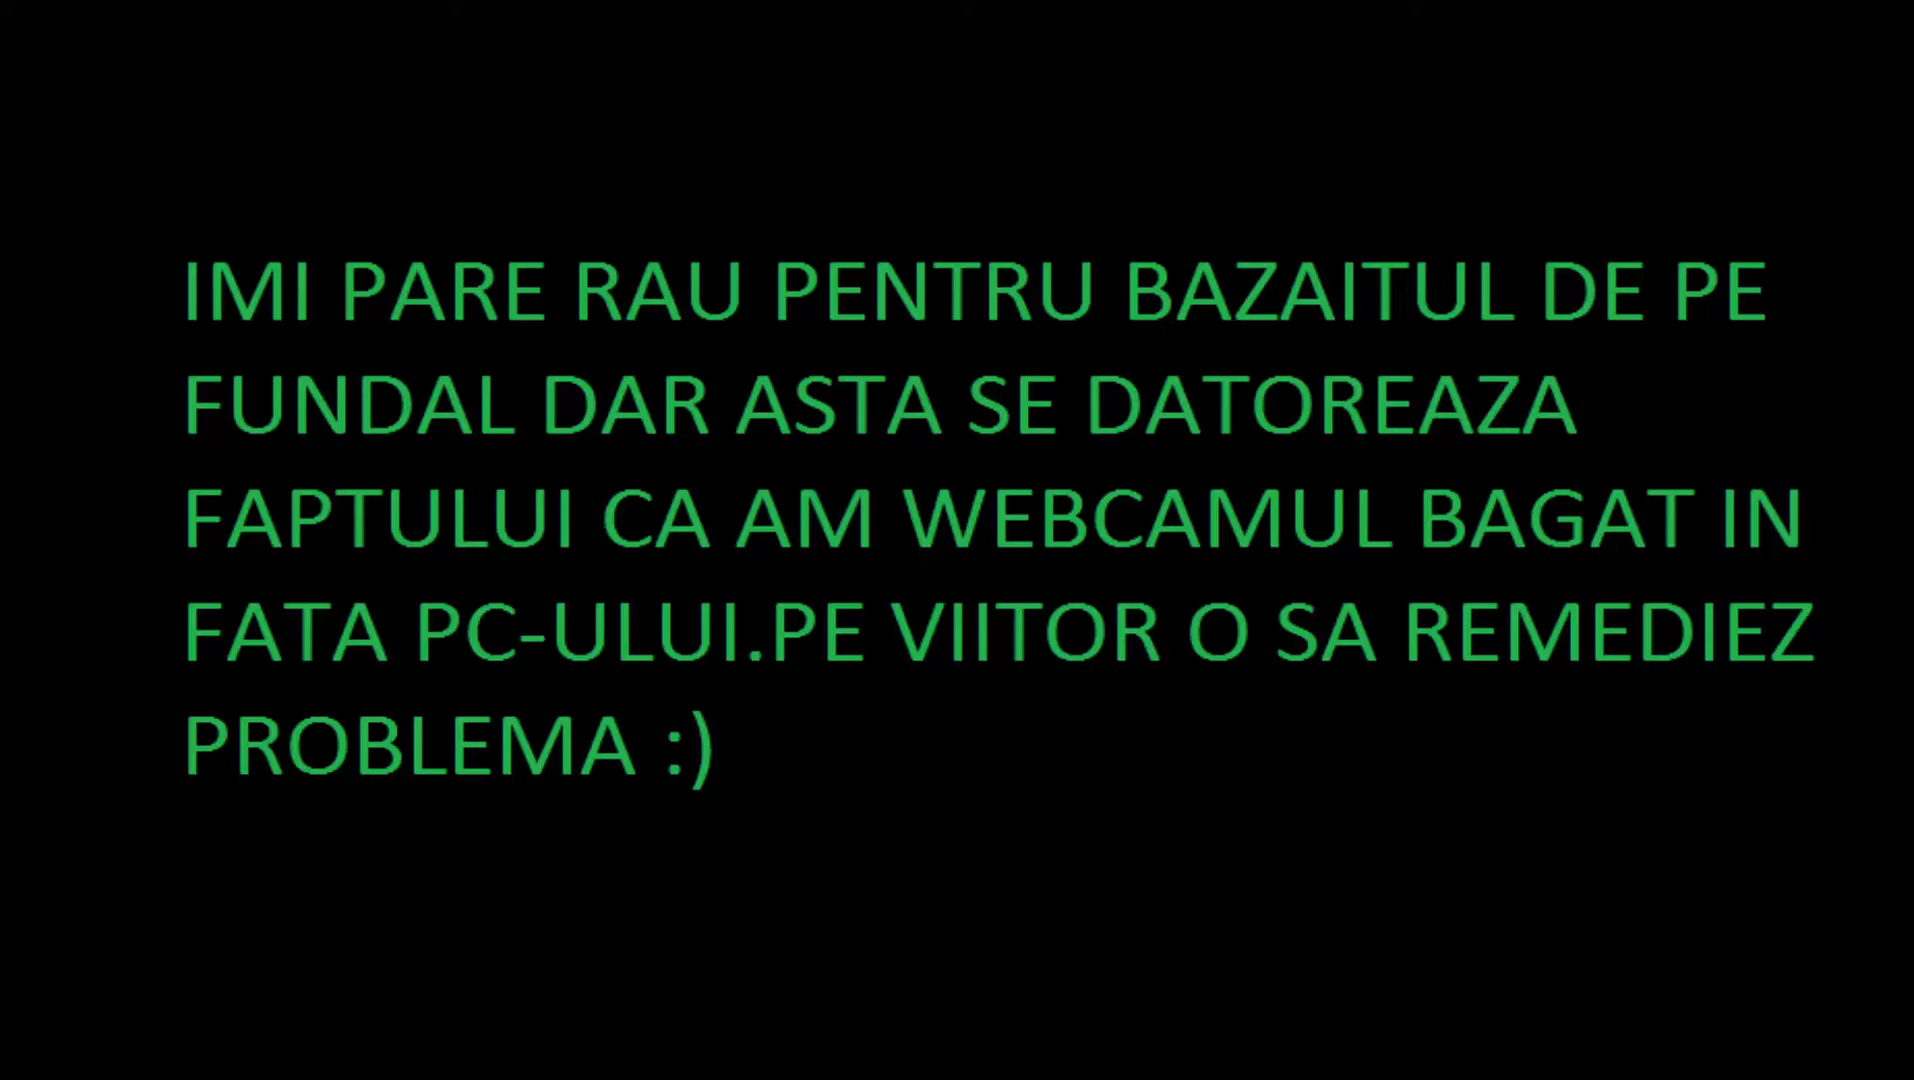 IMI PARE RAU PENTRU BAZAITUL DE PE
FUNDAL DAR ASTA SE DATOREAZA
FAPTULUI CA AM WEBCAMUL BAGAT IN
FATA PC-ULUI.PE VIITOR O SA REMEDIEZ
PROBLEMA :)